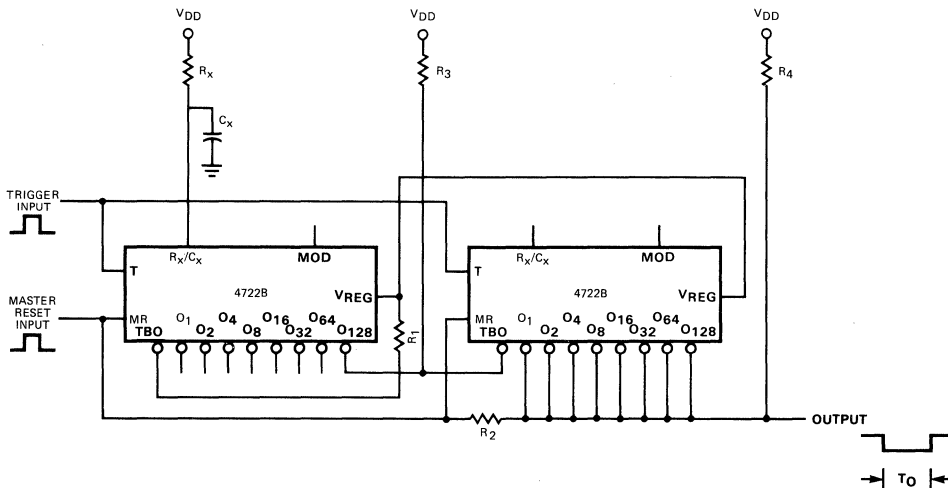 VDD
VDD
VDD
Rx
R3
R4
Cx
TRIGGER
INPUT
Rx/Cx
MOD
Rx/Cx
MOD
T
T
4722B
4722B
VREG
VREG
MASTER
RESET
INPUT
MR
O1
O2
O4
O8
O16
O32
O64
O128
TBO
R1
MR
O1
O2
O4
O8
O16
O32
O64
O128
TBO
R2
OUTPUT
TO